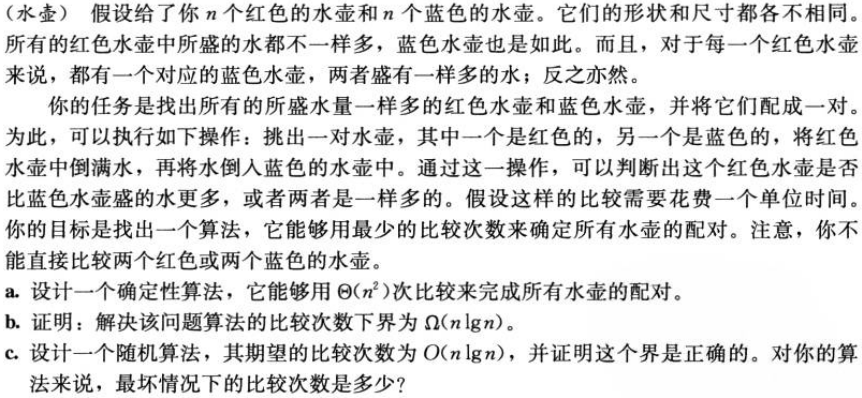 (水壶) 假设给了你 n 个红色的水壶和 n 个蓝色的水壶。它们的形状和尺寸都各不相同。
所有的红色水壶中所盛的水都不一样多，蓝色水壶也是如此。而且，对于每一个红色水壶
来说，都有一个对应的蓝色水壶，两者盛有一样多的水；反之亦然。
你的任务是找出所有的所盛水量一样多的红色水壶和蓝色水壶，并将它们配成一对。
为此，可以执行如下操作：挑出一对水壶，其中一个是红色的，另一个是蓝色的，将红色
水壶中倒满水，再将水倒入蓝色的水壶中。通过这一操作，可以判断出这个红色水壶是否
比蓝色水壶盛的水更多，或者两者是一样多的。假设这样的比较需要花费一个单位时间。
你的目标是找出一个算法，它能够用最少的比较次数来确定所有水壶的配对。注意，你不
能直接比较两个红色或两个蓝色的水壶。
a. 设计一个确定性算法，它能够用 Θ(n²)次比较来完成所有水壶的配对。
b. 证明：解决该问题算法的比较次数下界为 Ω(n lg n)。
c. 设计一个随机算法，其期望的比较次数为 O(n lg n)，并证明这个界是正确的。对你的算
法来说，最坏情况下的比较次数是多少？